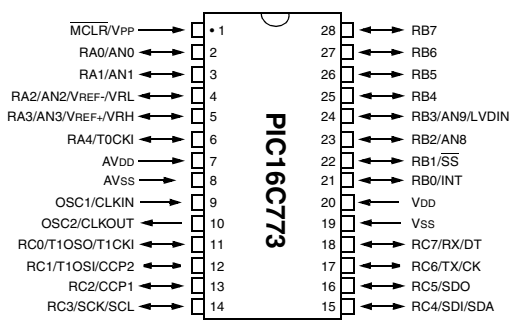 MCLR/VPP • 1 28 RB7
RA0/AN0 2 27 RB6
RA1/AN1 3 26 RB5
RA2/AN2/VREF-/VRL 4 25 RB4
RA3/AN3/VREF+/VRH 5 24 RB3/AN9/LVDIN
RA4/T0CKI 6 23 RB2/AN8
AVDD 7 22 RB1/SS
AVSS 8 21 RB0/INT
OSC1/CLKIN 9 20 VDD
OSC2/CLKOUT 10 19 VSS
RC0/T1OSO/T1CKI 11 18 RC7/RX/DT
RC1/T1OSI/CCP2 12 17 RC6/TX/CK
RC2/CCP1 13 16 RC5/SDO
RC3/SCK/SCL 14 15 RC4/SDI/SDA
PIC16C773